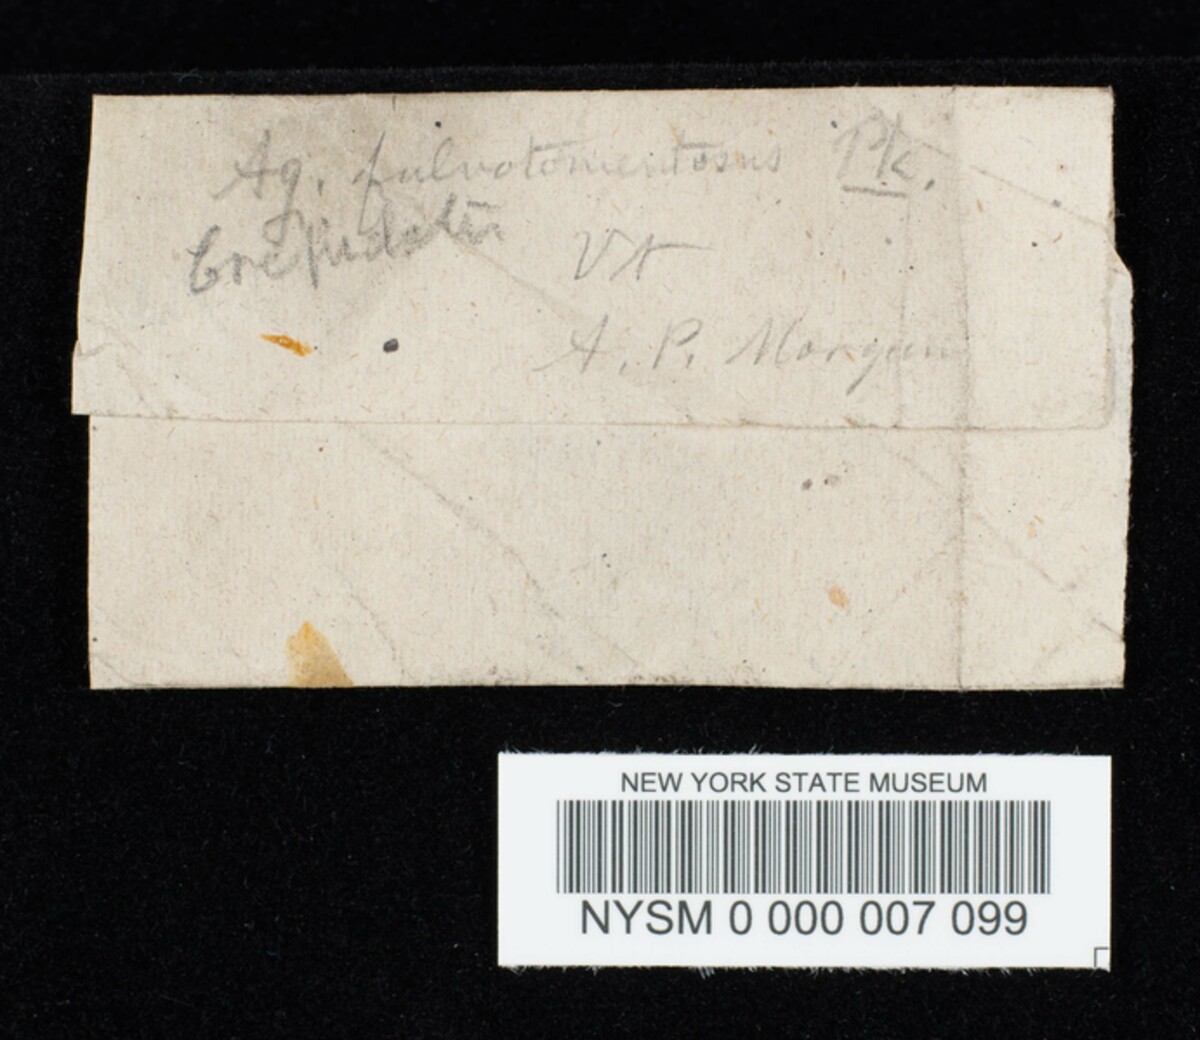 Ag. fulvotomentosus Pk.
Crepidotus
Vt
A. P. Morgan
NEW YORK STATE MUSEUM
NYSM 0 000 007 099